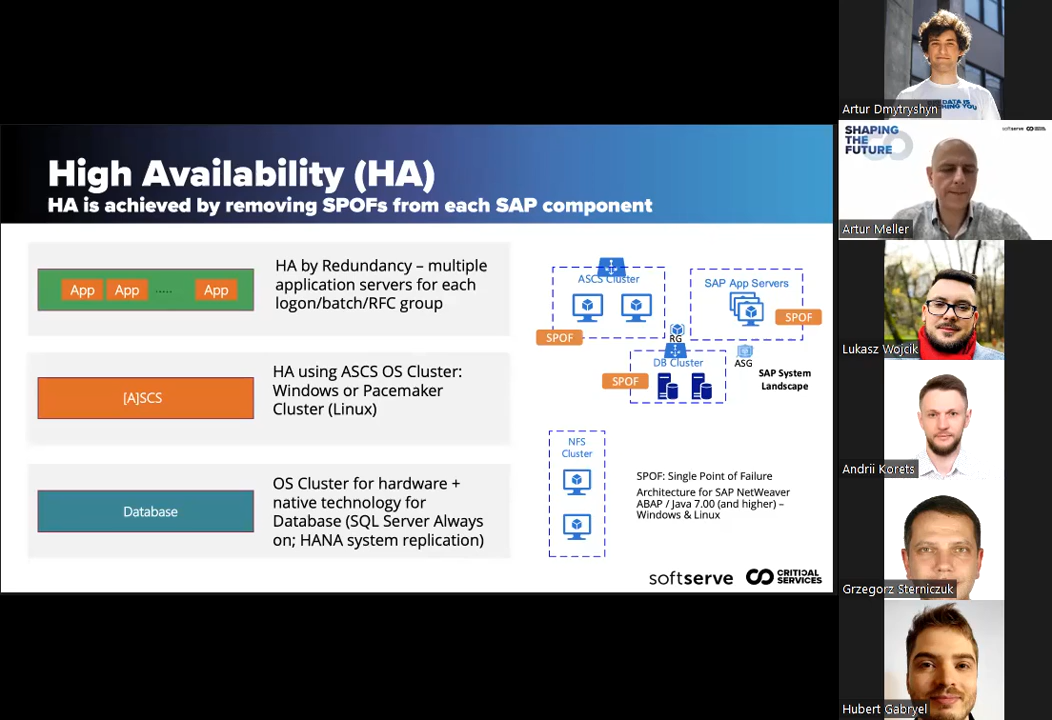 High Availability (HA)
HA is achieved by removing SPOFs from each SAP component
App App ..... App
HA by Redundancy – multiple
application servers for each
logon/batch/RFC group
[A]SCS
HA using ASCS OS Cluster:
Windows or Pacemaker
Cluster (Linux)
Database
OS Cluster for hardware +
native technology for
Database (SQL Server Always
on; HANA system replication)
ASCS Cluster
SPOF
SAP App Servers
SPOF
RG
DB Cluster
SPOF
ASG
SAP System
Landscape
NFS
Cluster
SPOF: Single Point of Failure
Architecture for SAP NetWeaver
ABAP / Java 7.00 (and higher) –
Windows & Linux
softserve
CRITICAL
SERVICES
DATA IS
Artur Dmytryshyn
SHAPING
THE
FUTURE
softserve
Artur Meller
Lukasz Wojcik
Andrii Korets
Grzegorz Sterniczuk
Hubert Gabryel